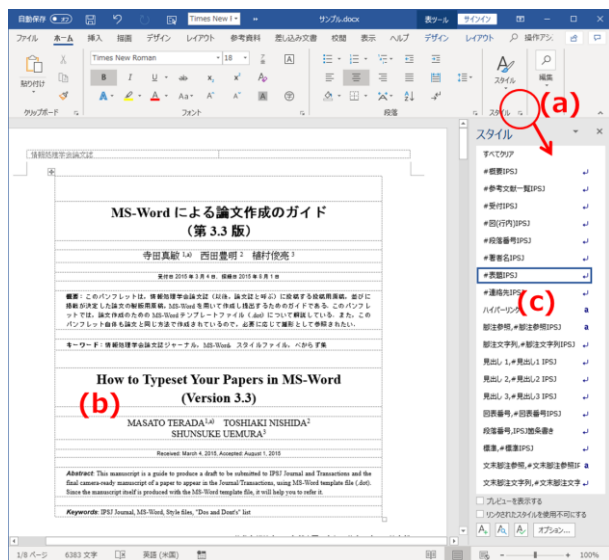 自動保存 オフ Times New I サンプル.docx 表ツール サインイン
ファイル ホーム 挿入 描画 デザイン レイアウト 参考資料 差し込み文書 校閲 表示 ヘルプ デザイン レイアウト 操作アシ
Times New Roman 18
貼り付け
B I U ab x₂ x² A
A A Aa A A A
スタイル 編集
クリップボード フォント 段落 スタイル
(a)
情報処理学会論文誌
MS-Word による論文作成のガイド
(第 3.3 版)
寺田真敏 1,a) 西田豊明 2 植村俊亮 3
受付日 2015 年 3 月 4 日, 採録日 2015 年 8 月 1 日
概要:このパンフレットは,情報処理学会論文誌(以後,論文誌と呼ぶ)に投稿する投稿用原稿,並びに
掲載が決定した論文の製版用原稿,MS-Word を用いて作成し提出するためのガイドである.このパンフレ
ットでは,論文作成のための MS-Word テンプレートファイル (.dot) について解説している.また,この
パンフレット自体も論文と同じ方法で作成されているので,必要に応じて雛形として参照されたい.
キーワード:情報処理学会論文誌ジャーナル,MS-Word, スタイルファイル,べからず集
How to Typeset Your Papers in MS-Word
(Version 3.3)
(b)
MASATO TERADA1,a) TOSHIAKI NISHIDA2
SHUNSUKE UEMURA3
Received: March 4, 2015, Accepted: August 1, 2015
Abstract: This manuscript is a guide to produce a draft to be submitted to IPSJ Journal and Transactions and the
final camera-ready manuscript of a paper to appear in the Journal/Transactions, using MS-Word template file (.dot).
Since the manuscript itself is produced with the MS-Word template file, it will help you to refer it.
Keywords: IPSJ Journal, MS-Word, Style files, "Dos and Dont's" list
スタイル
すべてクリア
#概要IPSJ
#参考文献一覧IPSJ
#受付IPSJ
#図(行内)IPSJ
#段落番号IPSJ
#著者名IPSJ
#表題IPSJ
#連絡先IPSJ
(c)
ハイパーリンク a
脚注参照,#脚注参照IPSJ a
脚注文字列,#脚注文字列IPSJ
見出し 1,#見出し1 IPSJ
見出し 2,#見出し2 IPSJ
見出し 3,#見出し3 IPSJ
図表番号,#図表番号IPSJ
段落番号,IPSJ箇条書き
標準,#標準IPSJ
文末脚注参照,#文末脚注参照IP a
文末脚注文字列,#文末脚注文字
プレビューを表示する
リンクされたスタイルを使用不可にする
オプション...
1/8 ページ 6383 文字 英語 (米国) 100%